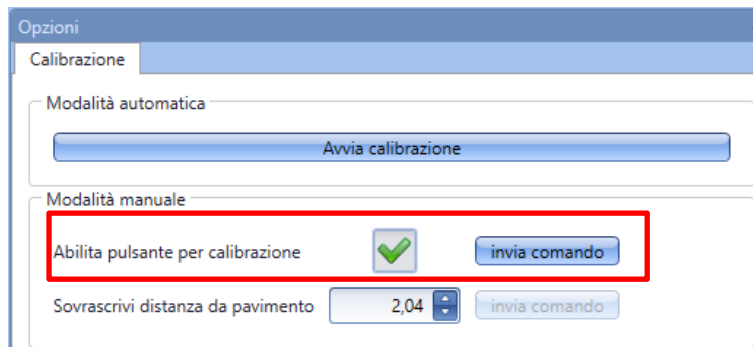 Opzioni
Calibrazione
Modalità automatica
Avvia calibrazione
Modalità manuale
Abilita pulsante per calibrazione invia comando
Sovrascrivi distanza da pavimento 2,04 invia comando